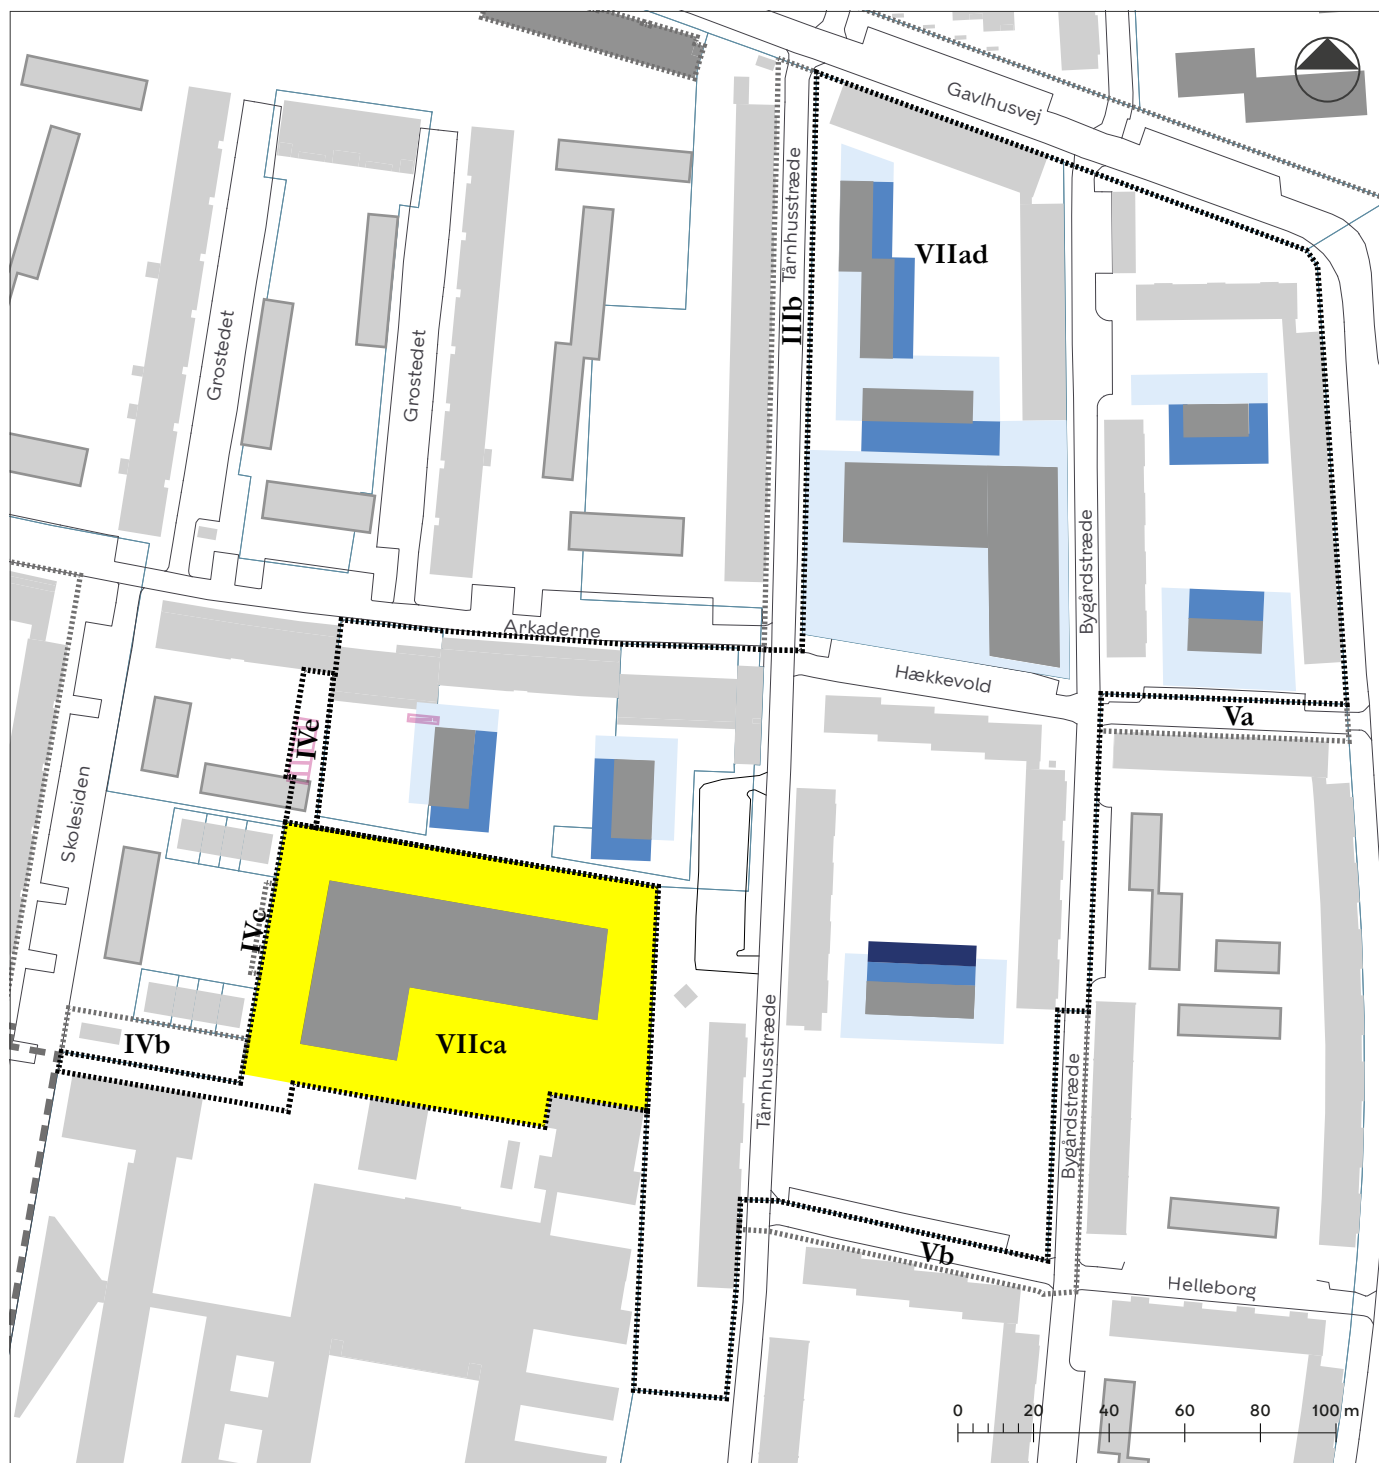 Gavlhusvej
Tårnhusstræde
VIIad
IIIb
Grostedet
Grostedet
Bygårdstræde
Arkaderne
Hækkevold
Va
IVe
Skolesiden
IVc
VIIca
IVb
Tårnhusstræde
Bygårdstræde
Vb
Helleborg
0 20 40 60 80 100 m